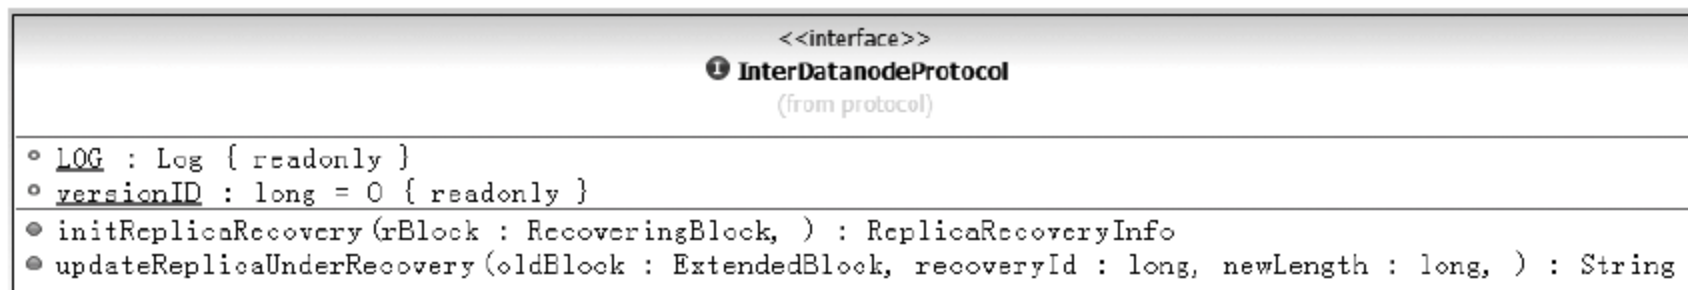 <<interface>>
InterDatanodeProtocol
(from protocol)
LOG : Log { readonly }
versionID : long = 0 { readonly }
initReplicaRecovery(rBlock : RecoveringBlock, ) : ReplicaRecoveryInfo
updateReplicaUnderRecovery(oldBlock : ExtendedBlock, recoveryId : long, newLength : long, ) : String